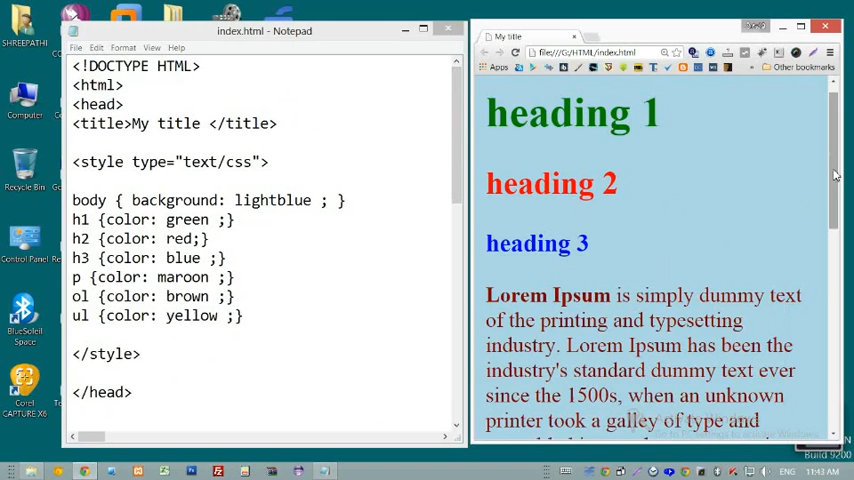 SREEPATHI
Computer
Recycle Bin
Control Panel
BlueSoleil
Space
Corel
CAPTURE X6
index.html - Notepad
File Edit Format View Help
<!DOCTYPE HTML>
<html>
<head>
<title>My title </title>
<style type="text/css">
body { background: lightblue ; }
h1 {color: green ;}
h2 {color: red;}
h3 {color: blue ;}
p {color: maroon ;}
ol {color: brown ;}
ul {color: yellow ;}
</style>
</head>
My title
file:///G:/HTML/index.html
Apps
Other bookmarks
heading 1
heading 2
heading 3
Lorem Ipsum is simply dummy text
of the printing and typesetting
industry. Lorem Ipsum has been the
industry's standard dummy text ever
since the 1500s, when an unknown
printer took a galley of type and
Build 9200
ENG 11:43 AM